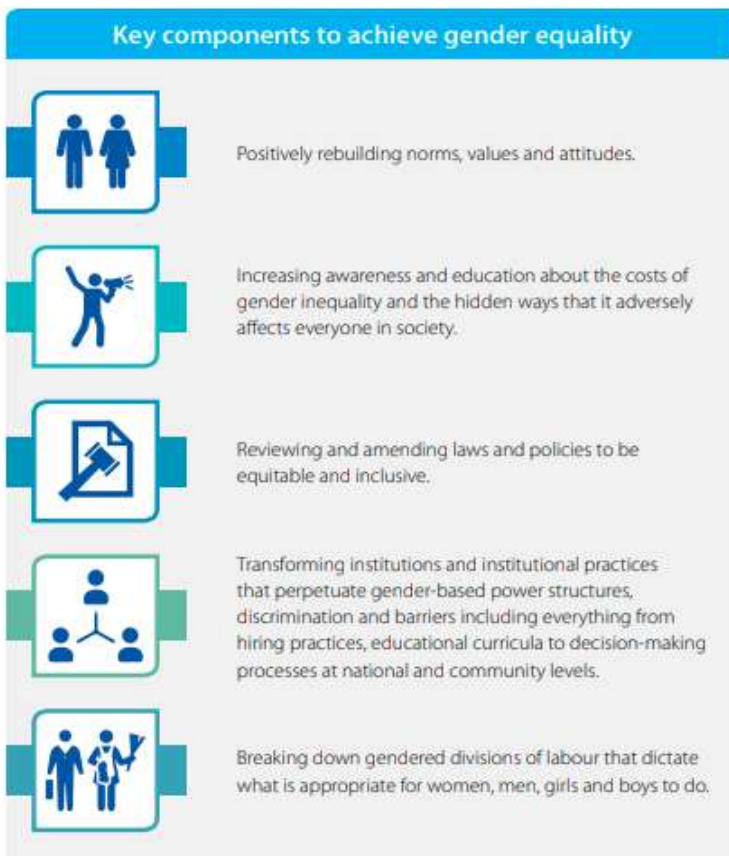 Key components to achieve gender equality
Positively rebuilding norms, values and attitudes.
Increasing awareness and education about the costs of
gender inequality and the hidden ways that it adversely
affects everyone in society.
Reviewing and amending laws and policies to be
equitable and inclusive.
Transforming institutions and institutional practices
that perpetuate gender-based power structures,
discrimination and barriers including everything from
hiring practices, educational curricula to decision-making
processes at national and community levels.
Breaking down gendered divisions of labour that dictate
what is appropriate for women, men, girls and boys to do.